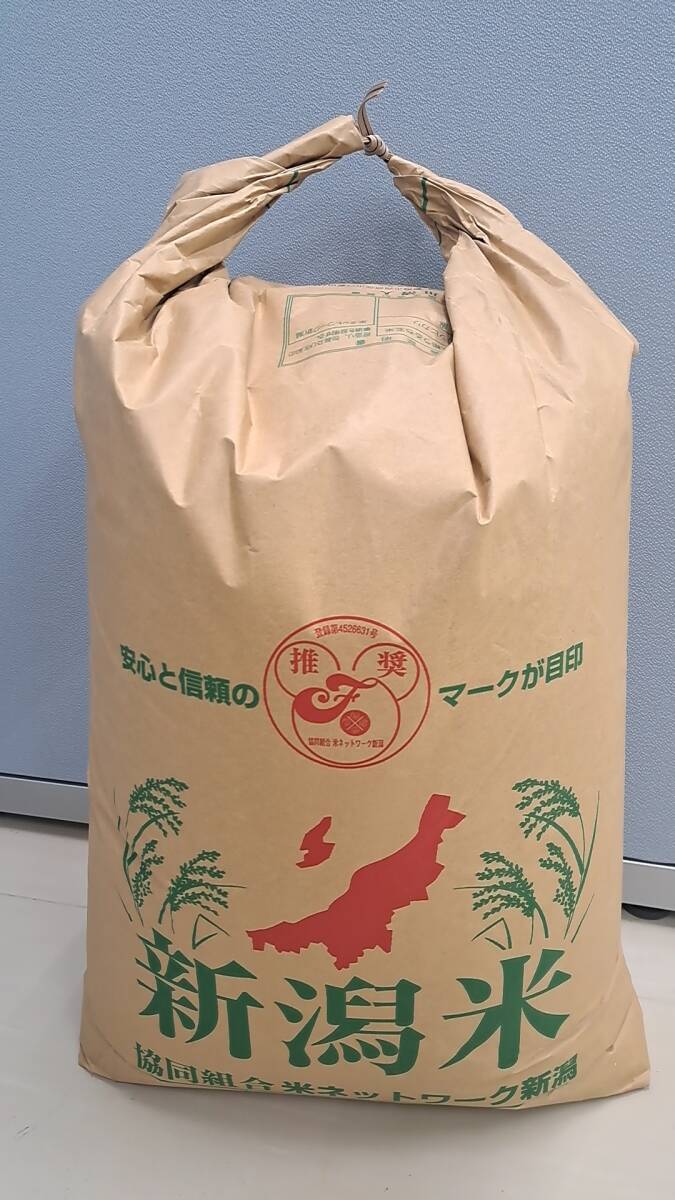 登録第4526631号
推 奨
安心と信頼の
マークが目印
協同組合 米ネットワーク新潟
新潟米
協同組合米ネットワーク新潟